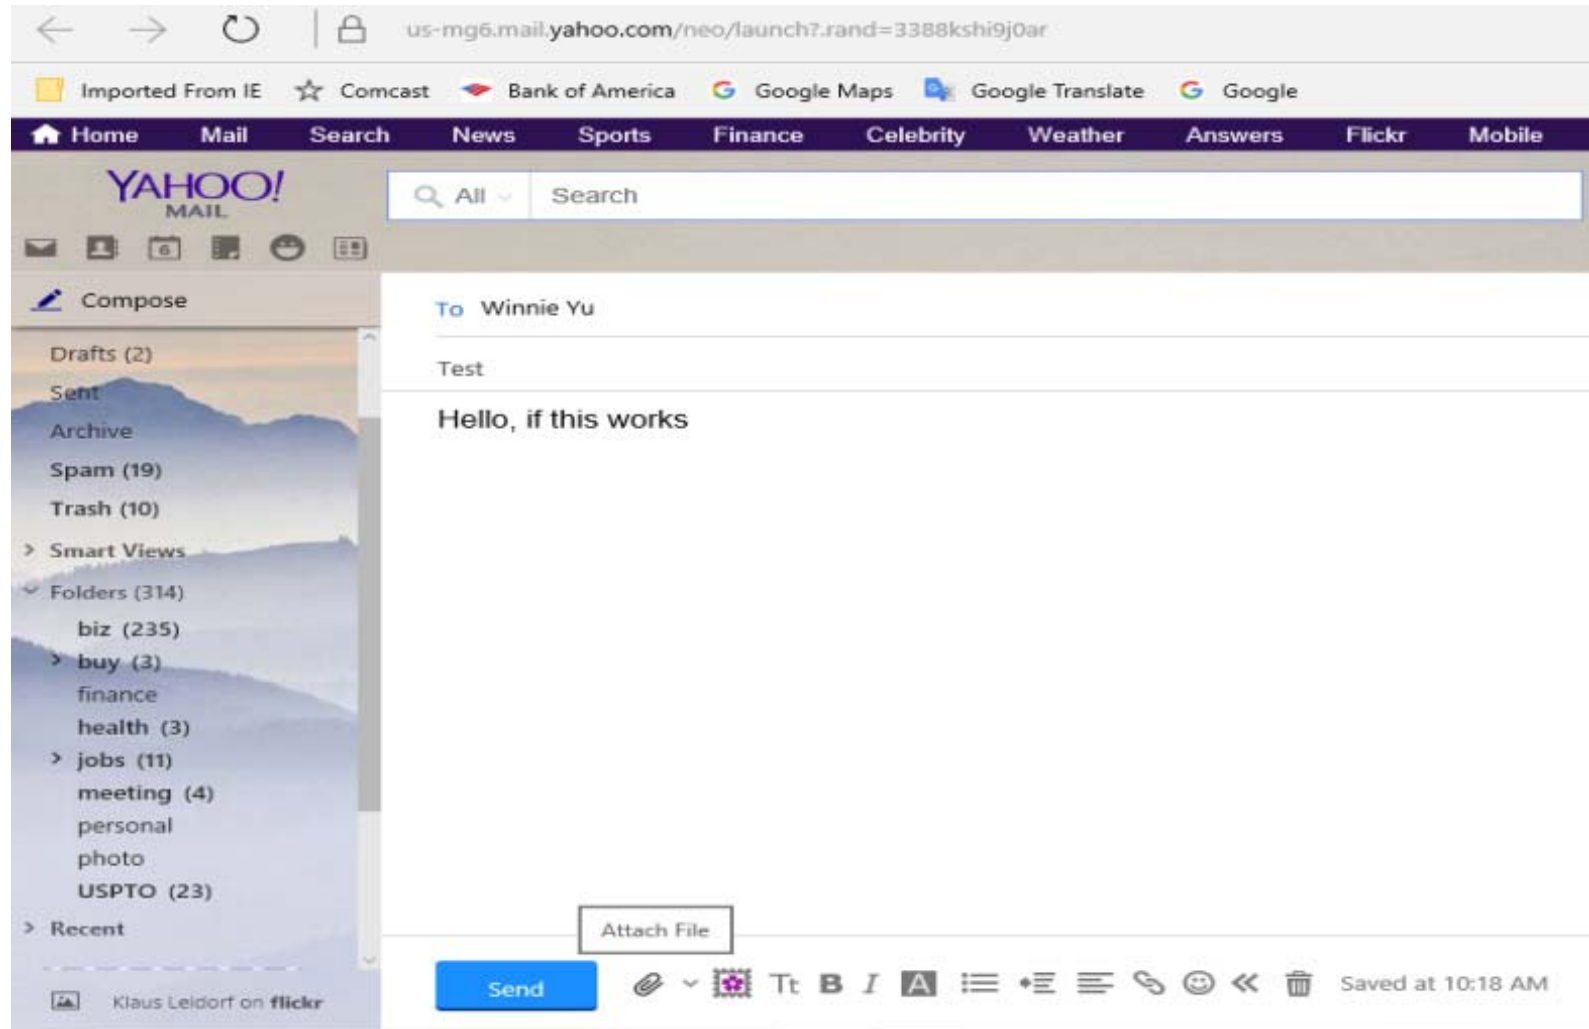 us-mg6.mail.yahoo.com/neo/launch?.rand=3388kshi9j0ar
Imported From IE Comcast Bank of America Google Maps Google Translate Google
Home Mail Search News Sports Finance Celebrity Weather Answers Flickr Mobile
YAHOO!
MAIL
All Search
6
Compose
To Winnie Yu
Drafts (2)
Test
Sent
Hello, if this works
Archive
Spam (19)
Trash (10)
Smart Views
Folders (314)
biz (235)
buy (3)
finance
health (3)
jobs (11)
meeting (4)
personal
photo
USPTO (23)
Recent
Attach File
Send Tt B I A Saved at 10:18 AM
Klaus Leidorf on flickr